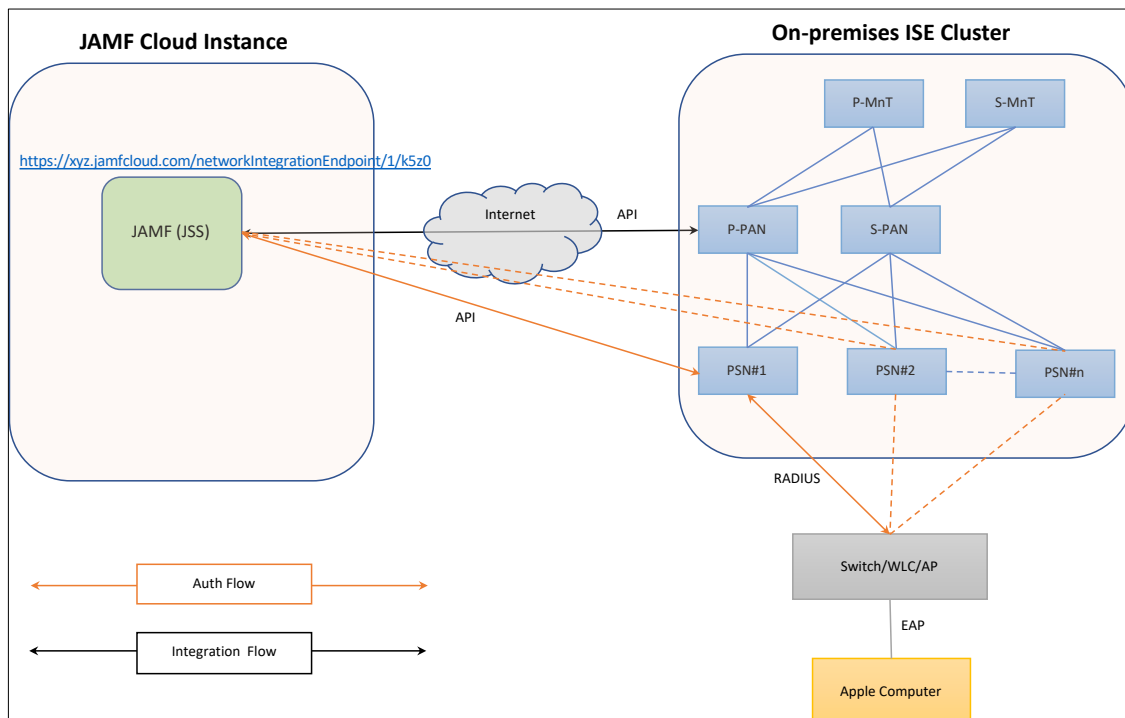 JAMF Cloud Instance
On-premises ISE Cluster
P-MnT
S-MnT
https://xyz.jamfcloud.com/networkIntegrationEndpoint/1/k5z0
JAMF (JSS)
Internet
API
P-PAN
S-PAN
API
PSN#1
PSN#2
PSN#n
RADIUS
Switch/WLC/AP
Auth Flow
EAP
Integration Flow
Apple Computer